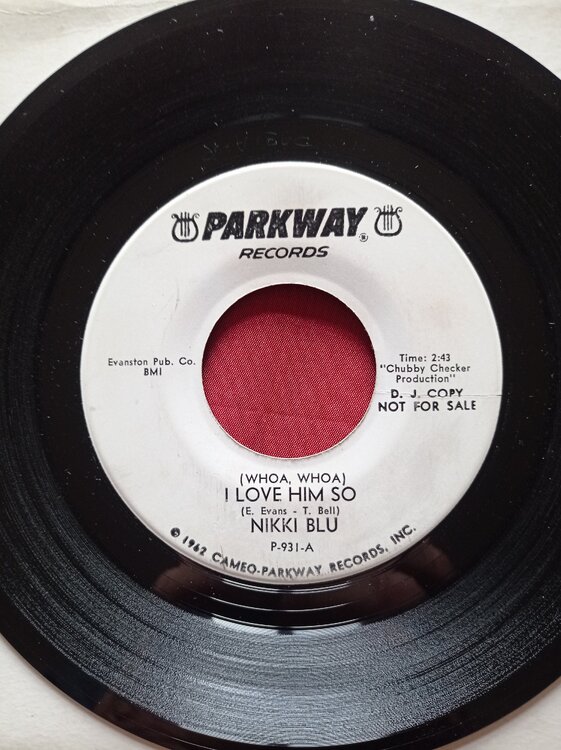 PARKWAY®
RECORDS
Evanston Pub. Co.
BMI
Time: 2:43
"Chubby Checker
Production"
D. J. COPY
NOT FOR SALE
(WHOA, WHOA)
I LOVE HIM SO
(E. Evans - T. Bell)
NIKKI BLU
P-931-A
© 1962 CAMEO-PARKWAY RECORDS, INC.